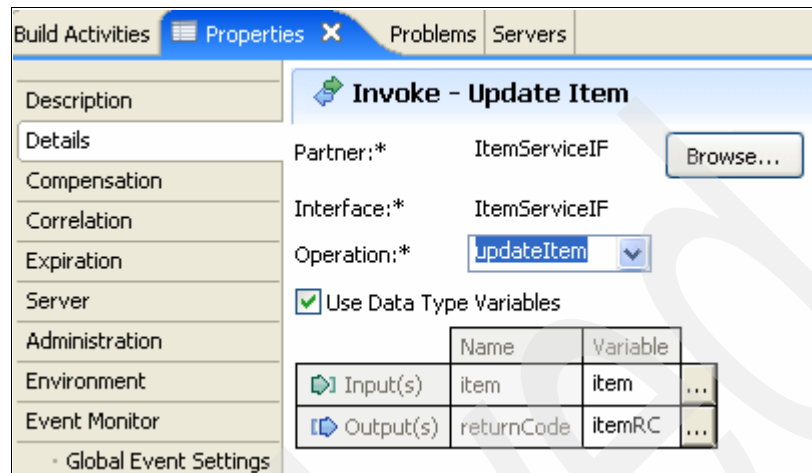 Build Activities Properties Problems Servers
Description
Details
Compensation
Correlation
Expiration
Server
Administration
Environment
Event Monitor
Global Event Settings
Invoke - Update Item
Partner:* ItemServiceIF Browse...
Interface:* ItemServiceIF
Operation:* updateItem
Use Data Type Variables
Name Variable
Input(s) item item ...
Output(s) returnCode itemRC ...